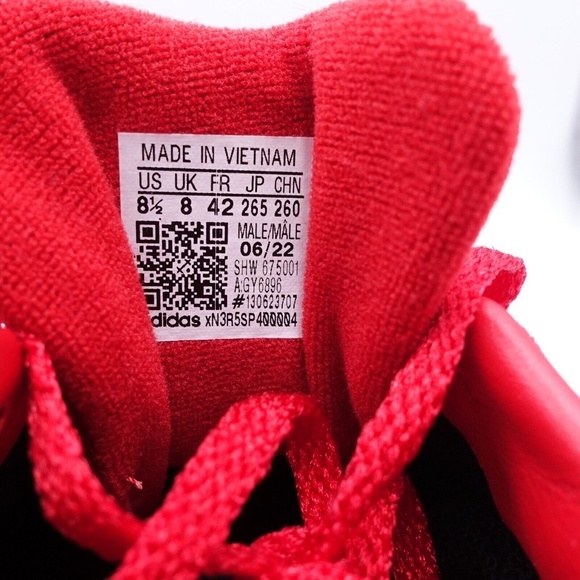 MADE IN VIETNAM
US UK FR JP CHN
8½ 8 42 265 260
MALE/MÂLE
06/22
SHW 675001
A:GY6896
#130623707
adidas xN3R5SP400004